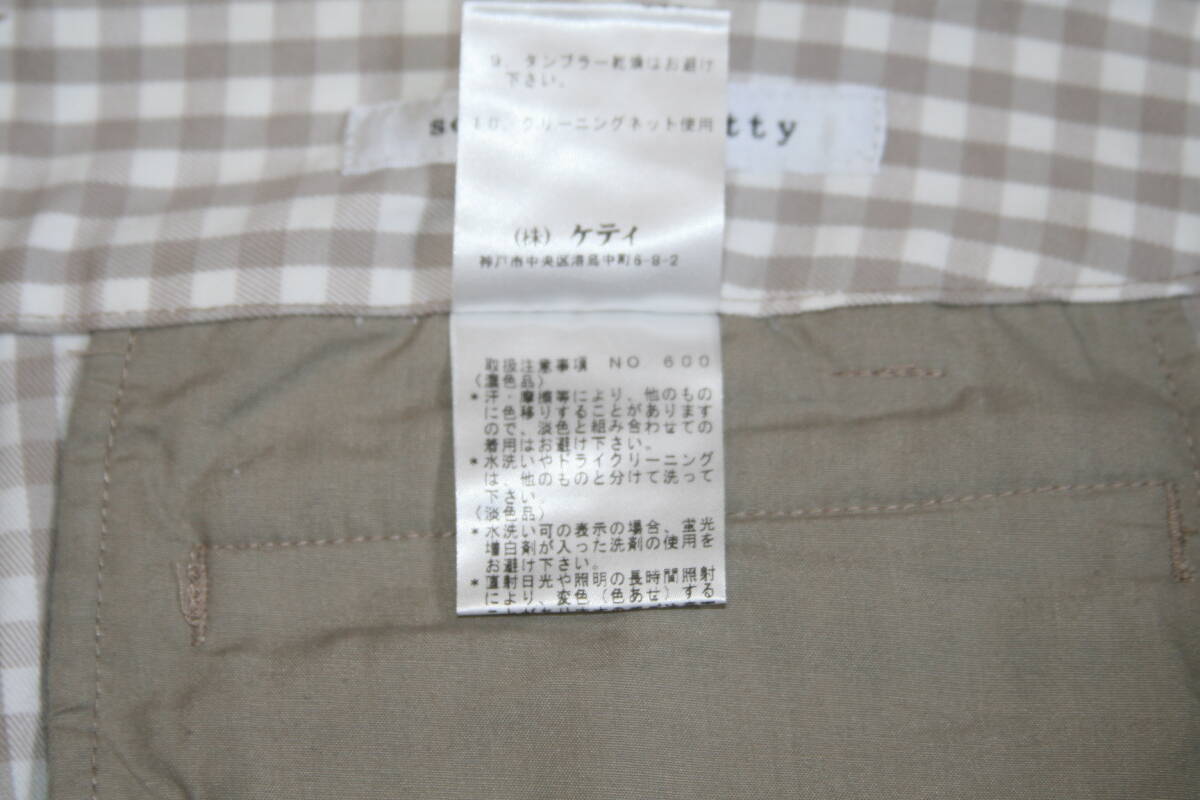 9. タンブラー乾燥はお避け
下さい。
se
tty
10. クリーニングネット使用
(株) ケティ
神戸市中央区港島中町6-8-2
取扱注意事項 NO 600
(濃色品)
*汗・摩擦等により、他のもの
に色移りすることがあります
ので、淡色と組み合わせての
着用はお避け下さい。
*水洗いやドライクリーニング
は、他のものと分けて洗って
下さい。
(淡色品)
*水洗い可の表示の場合、蛍光
増白剤が入った洗剤の使用を
お避け下さい。
*直射日光や照明の長時間照射
により、変色(色あせ)する